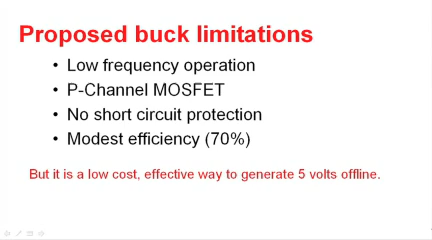 Proposed buck limitations
• Low frequency operation
• P-Channel MOSFET
• No short circuit protection
• Modest efficiency (70%)
But it is a low cost, effective way to generate 5 volts offline.